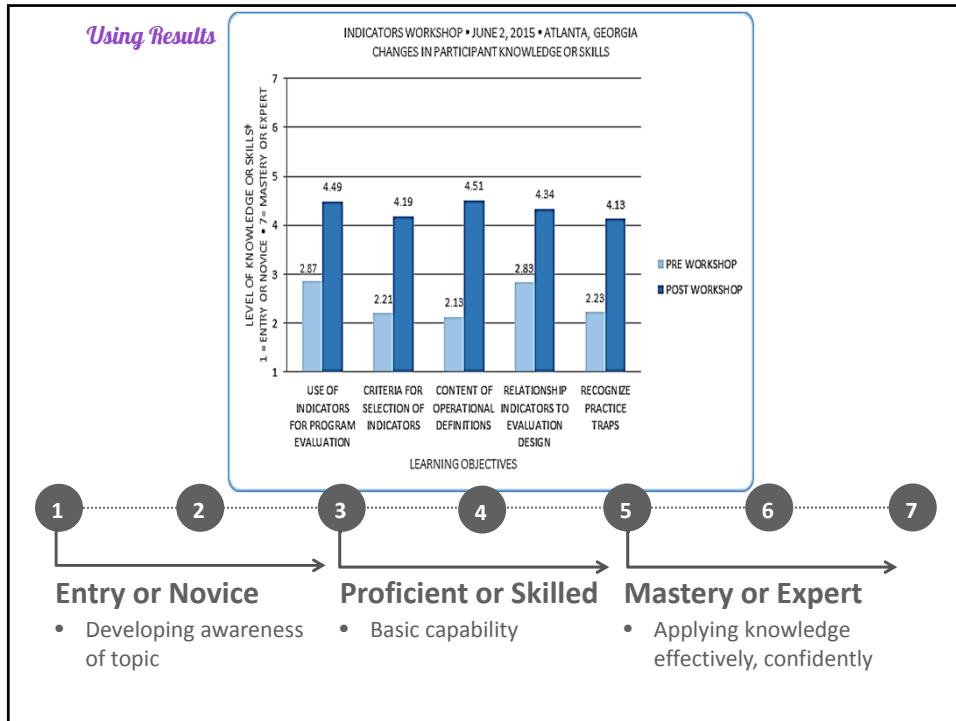 Using Results
INDICATORS WORKSHOP • JUNE 2, 2015 • ATLANTA, GEORGIA
CHANGES IN PARTICIPANT KNOWLEDGE OR SKILLS
LEVEL OF KNOWLEDGE OR SKILLS‡
1 = ENTRY OR NOVICE • 7= MASTERY OR EXPERT
7
6
5
4
3
2
1
2.87
4.49
2.21
4.19
2.13
4.51
2.83
4.34
2.23
4.13
PRE WORKSHOP
POST WORKSHOP
USE OF
INDICATORS
FOR PROGRAM
EVALUATION
CRITERIA FOR
SELECTION OF
INDICATORS
CONTENT OF
OPERATIONAL
DEFINITIONS
RELATIONSHIP
INDICATORS TO
EVALUATION
DESIGN
RECOGNIZE
PRACTICE
TRAPS
LEARNING OBJECTIVES
1 2 3 4 5 6 7
Entry or Novice
• Developing awareness
of topic
Proficient or Skilled
• Basic capability
Mastery or Expert
• Applying knowledge
effectively, confidently